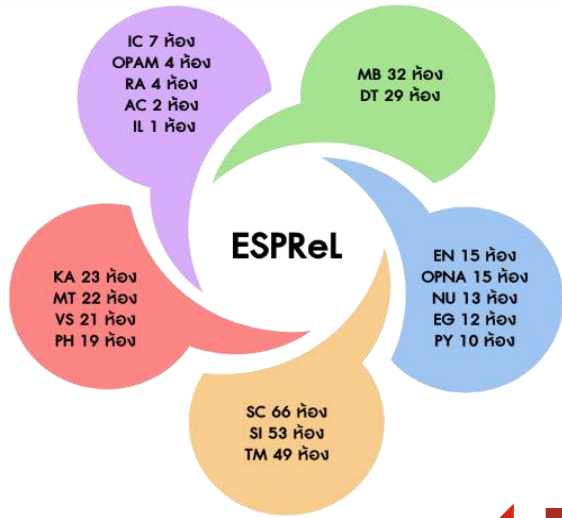 IC 7 ห้อง
OPAM 4 ห้อง
RA 4 ห้อง
AC 2 ห้อง
IL 1 ห้อง
MB 32 ห้อง
DT 29 ห้อง
ESPReL
EN 15 ห้อง
OPNA 15 ห้อง
NU 13 ห้อง
EG 12 ห้อง
PY 10 ห้อง
KA 23 ห้อง
MT 22 ห้อง
VS 21 ห้อง
PH 19 ห้อง
SC 66 ห้อง
SI 53 ห้อง
TM 49 ห้อง